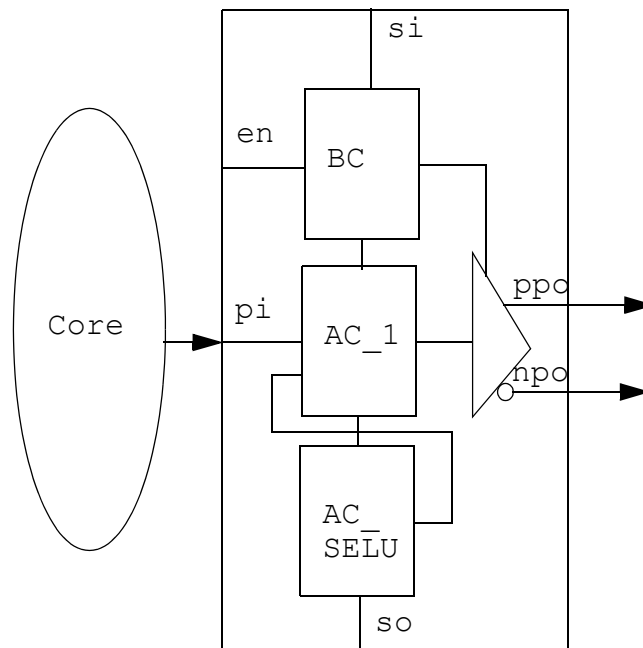 si
en
BC
ppo
Core
pi
AC_1
npo
AC_
SELU
so